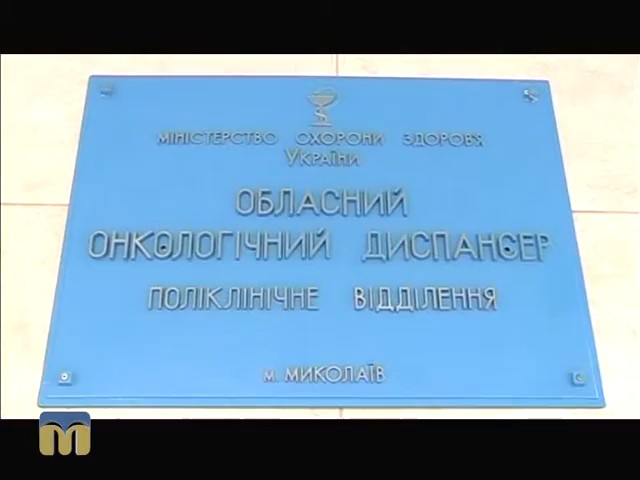 МІНІСТЕРСТВО ОХОРОНИ ЗДОРОВ'Я
УКРАЇНИ
ОБЛАСНИЙ
ОНКОЛОГІЧНИЙ ДИСПАНСЕР
ПОЛІКЛІНІЧНЕ ВІДДІЛЕННЯ
м. МИКОЛАЇВ
М